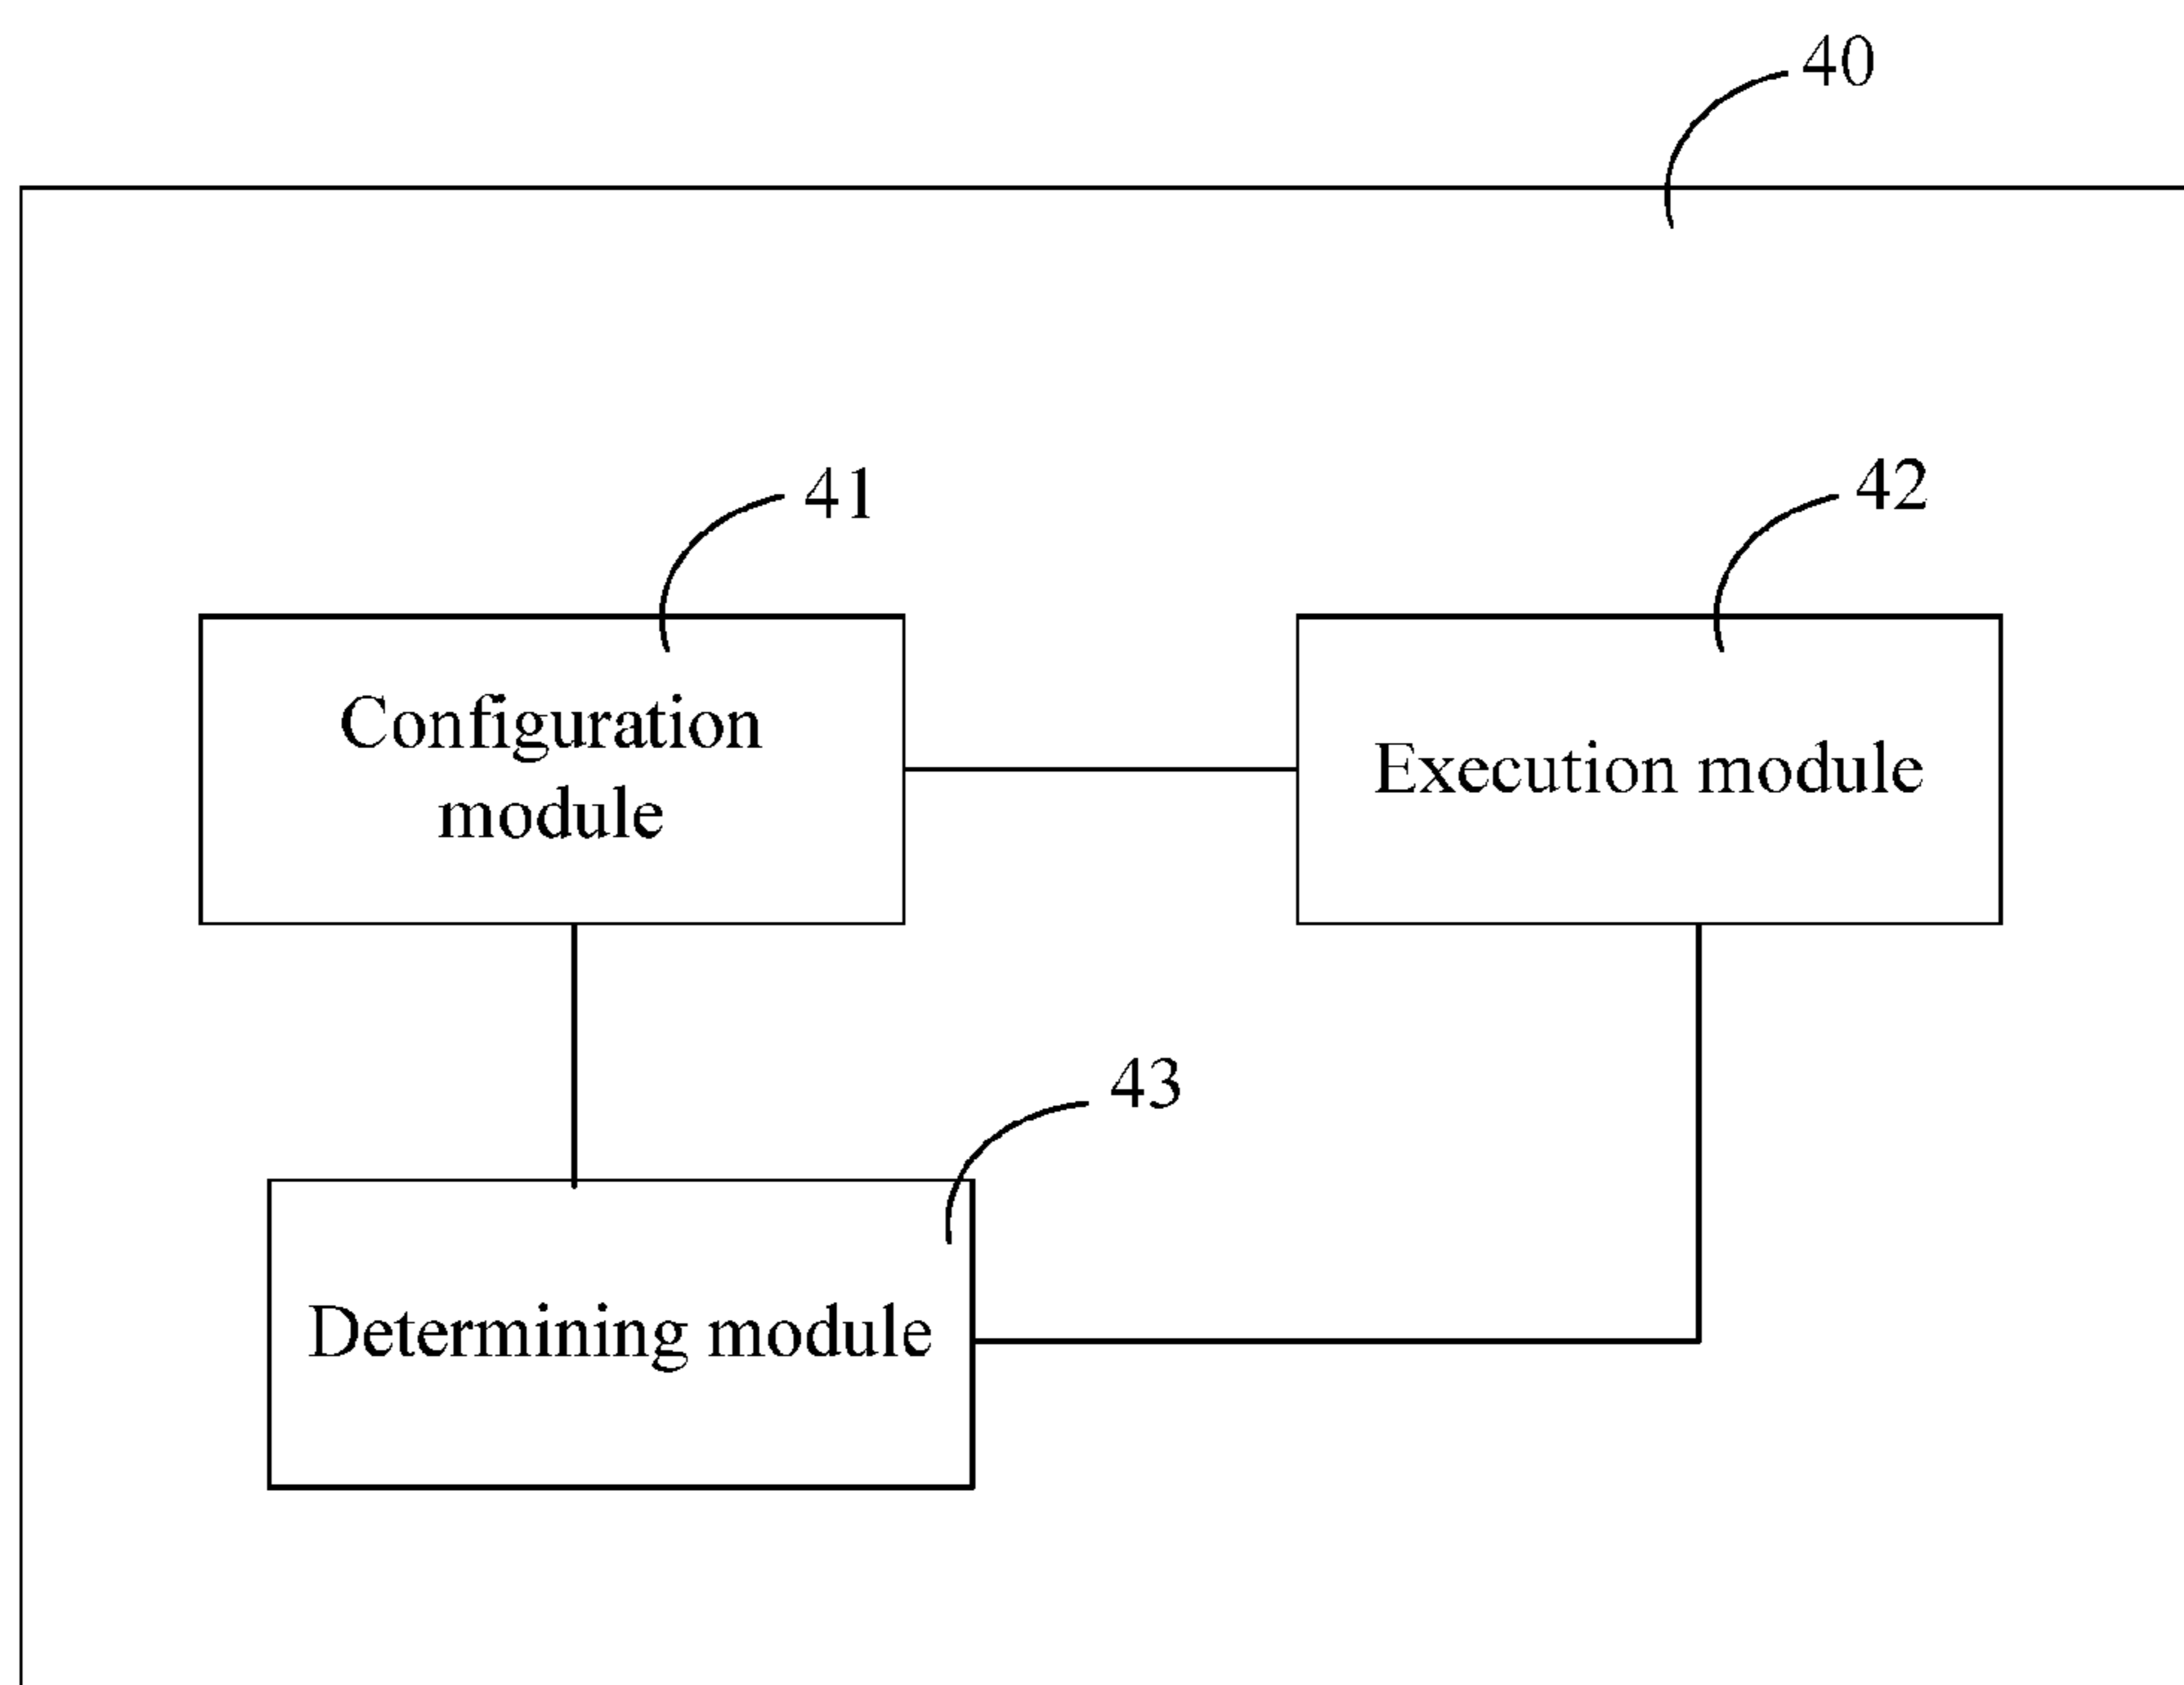 40
41
42
Configuration
module
Execution module
43
Determining module